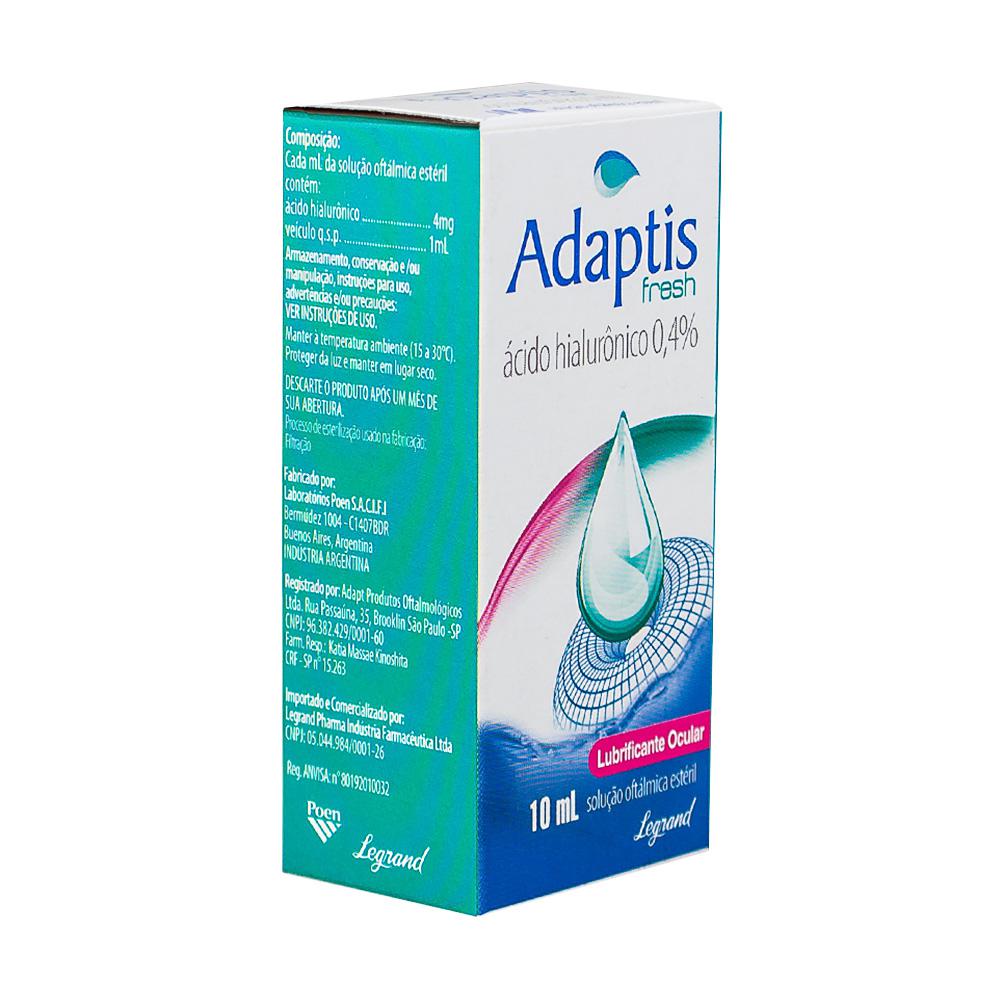 Composição:
Cada mL da solução oftálmica estéril
contém:
ácido hialurônico ........................ 4mg
veículo q.s.p. ............................. 1mL
Armazenamento, conservação e /ou
manipulação, instruções para uso,
advertências e/ou precauções:
VER INSTRUÇÕES DE USO.
Manter à temperatura ambiente (15 a 30°C).
Proteger da luz e manter em lugar seco.
DESCARTE O PRODUTO APÓS UM MÊS DE
SUA ABERTURA.
Processo de esterilização usado na fabricação:
Filtração
Fabricado por:
Laboratórios Poen S.A.C.I.F.I
Bermúdez 1004 - C1407BDR
Buenos Aires, Argentina
INDÚSTRIA ARGENTINA
Registrado por: Adapt Produtos Oftalmológicos
Ltda. Rua Passaúna, 35, Brooklin São Paulo -SP
CNPJ: 96.382.429/0001-60
Farm. Resp.: Katia Massae Kinoshita
CRF - SP nº 15.263
Importado e Comercializado por:
Legrand Pharma Indústria Farmacêutica Ltda
CNPJ: 05.044.984/0001-26
Reg. ANVISA: nº 80192010032
Poen
Legrand
Adaptis
fresh
ácido hialurônico 0,4%
Lubrificante Ocular
10 mL solução oftálmica estéril
Legrand